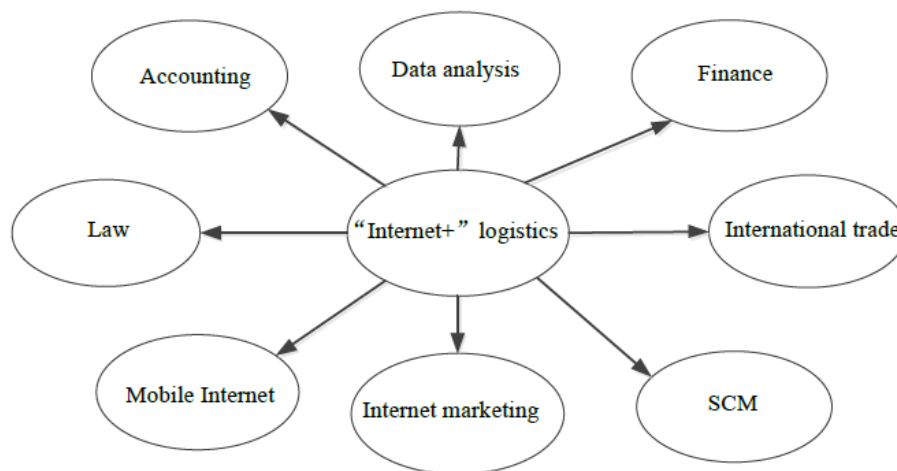 Accounting
Data analysis
Finance
Law
“Internet+” logistics
International trade
Mobile Internet
Internet marketing
SCM